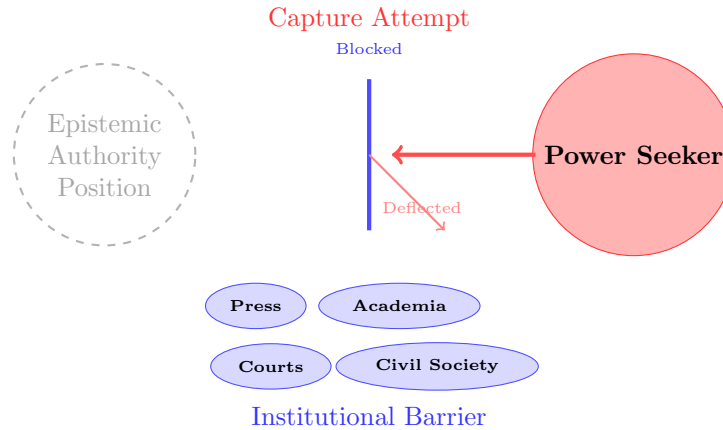 Capture Attempt
Blocked
Epistemic
Authority
Position
Power Seeker
Deflected
Press
Academia
Courts
Civil Society
Institutional Barrier